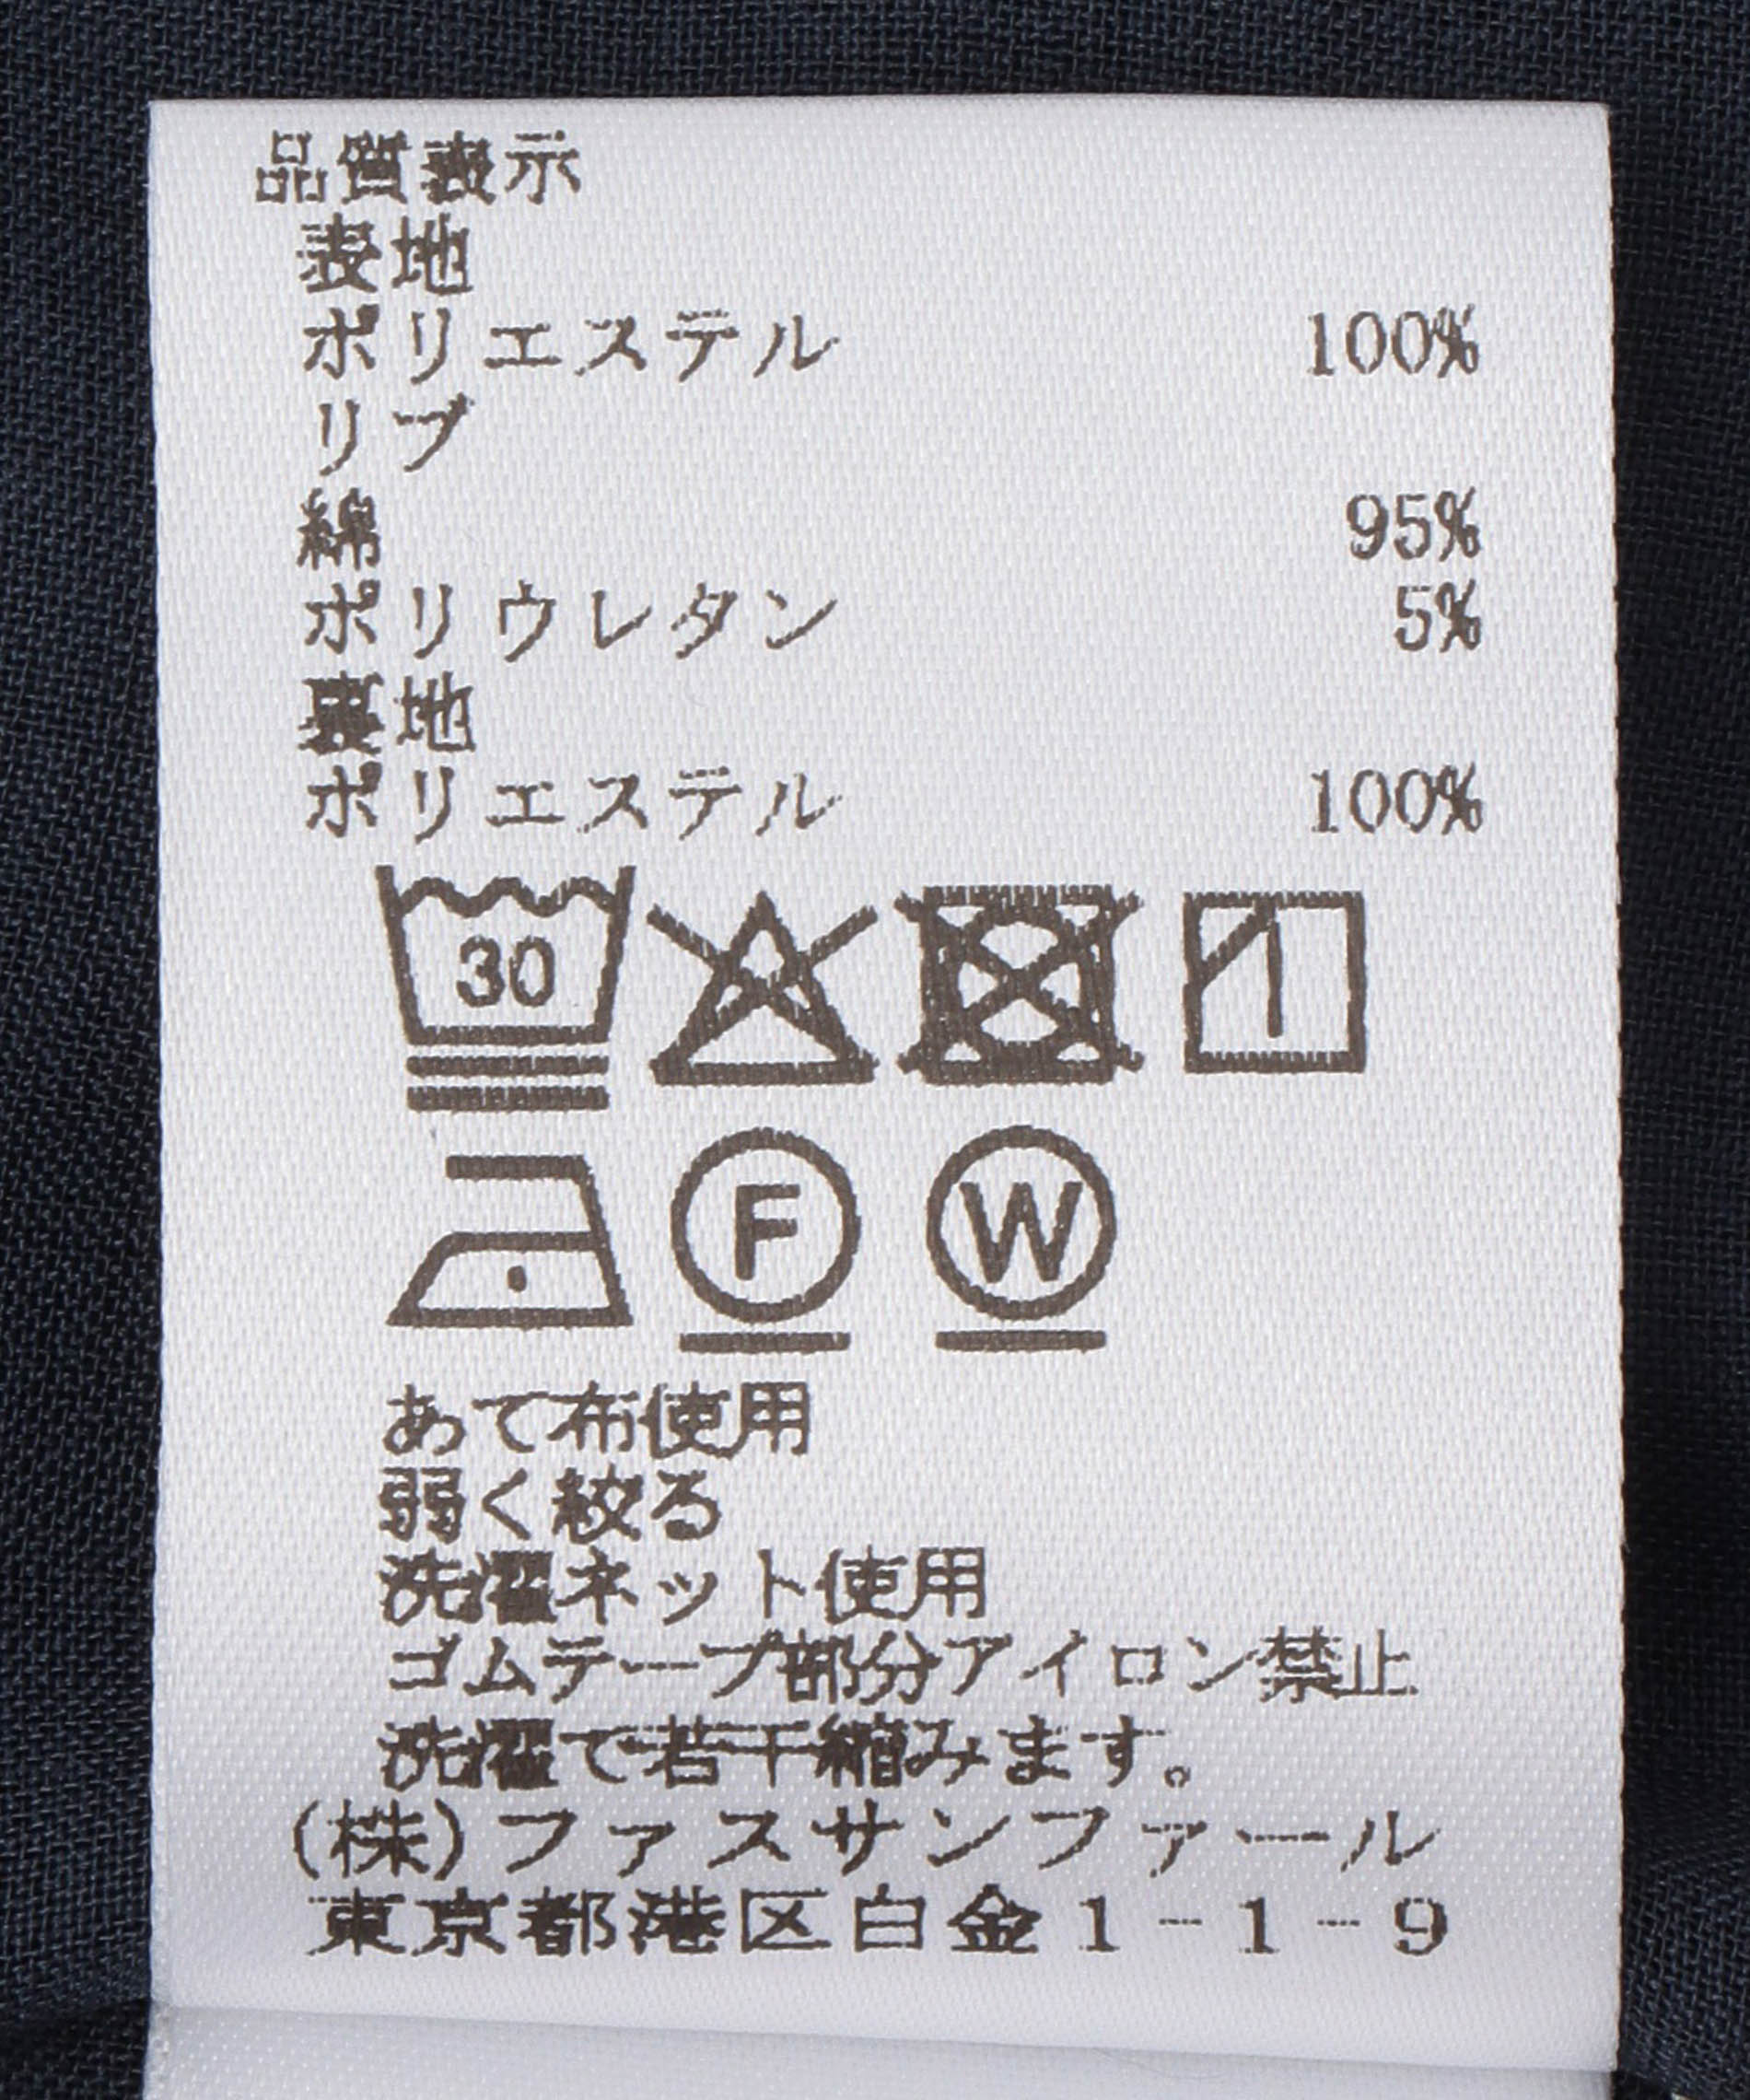 品質表示
表地
ポリエステル 100%
リブ
綿 95%
ポリウレタン 5%
裏地
ポリエステル 100%
30
F W
あて布使用
弱く絞る
洗濯ネット使用
ゴムテープ部分アイロン禁止
洗濯で若干縮みます。
(株)ファスサンファール
東京都港区白金1-1-9